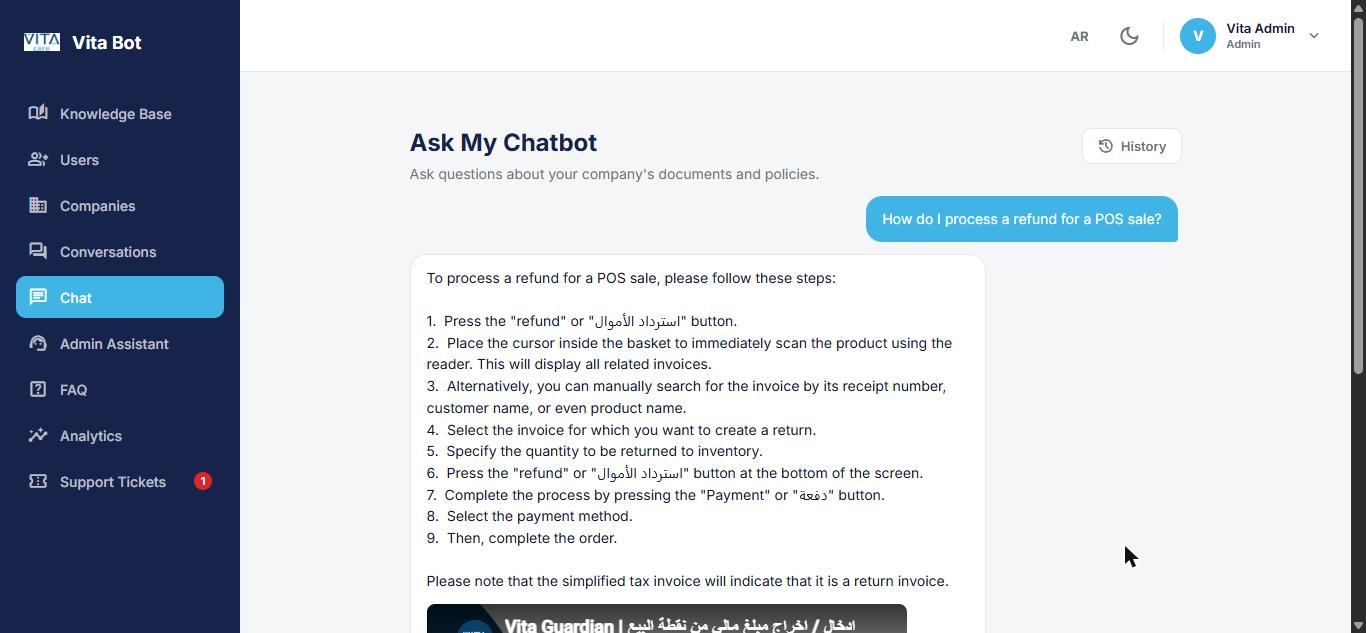 VITA
care
Vita Bot
AR
V
Vita Admin
Admin
Knowledge Base
Users
Companies
Conversations
Chat
Admin Assistant
FAQ
Analytics
Support Tickets
1
Ask My Chatbot
History
Ask questions about your company's documents and policies.
How do I process a refund for a POS sale?
To process a refund for a POS sale, please follow these steps:
1. Press the "refund" or "استرداد الأموال" button.
2. Place the cursor inside the basket to immediately scan the product using the
reader. This will display all related invoices.
3. Alternatively, you can manually search for the invoice by its receipt number,
customer name, or even product name.
4. Select the invoice for which you want to create a return.
5. Specify the quantity to be returned to inventory.
6. Press the "refund" or "استرداد الأموال" button at the bottom of the screen.
7. Complete the process by pressing the "Payment" or "دفعة" button.
8. Select the payment method.
9. Then, complete the order.
Please note that the simplified tax invoice will indicate that it is a return invoice.
Vita Guardian | ادخال / اخراج مبلغ مالي من نقطة البيع